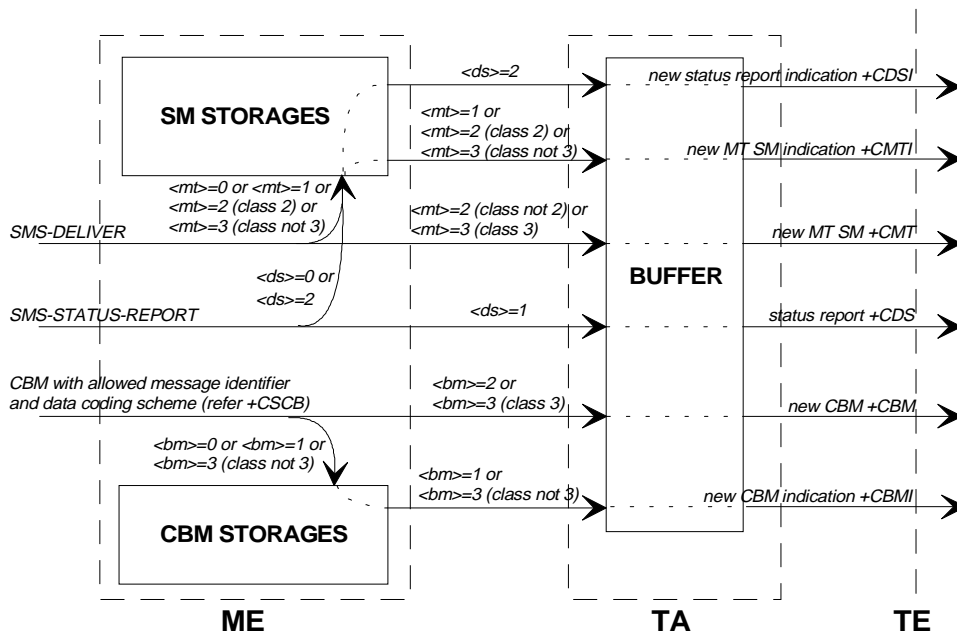 <ds>=2
new status report indication +CDSI
SM STORAGES
<mt>=1 or
<mt>=2 (class 2) or
<mt>=3 (class not 3)
new MT SM indication +CMTI
<mt>=0 or <mt>=1 or
<mt>=2 (class 2) or
<mt>=3 (class not 3)
<mt>=2 (class not 2) or
<mt>=3 (class 3)
SMS-DELIVER
new MT SM +CMT
BUFFER
<ds>=0 or
<ds>=2
SMS-STATUS-REPORT
<ds>=1
status report +CDS
CBM with allowed message identifier
and data coding scheme (refer +CSCB)
<bm>=2 or
<bm>=3 (class 3)
new CBM +CBM
<bm>=0 or <bm>=1 or
<bm>=3 (class not 3)
<bm>=1 or
<bm>=3 (class not 3)
new CBM indication +CBMI
CBM STORAGES
ME
TA
TE